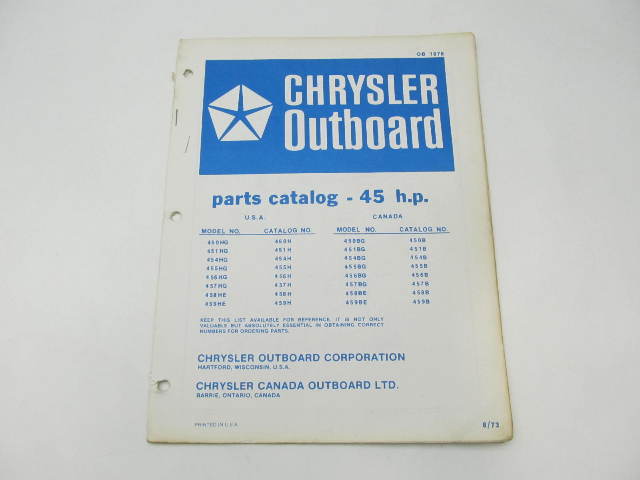 OB 1878
CHRYSLER
Outboard
parts catalog - 45 h.p.
U.S.A. CANADA
MODEL NO. CATALOG NO. MODEL NO. CATALOG NO.
450HG 450H 450BG 450B
451HG 451H 451BG 451B
454HG 454H 454BG 454B
455HG 455H 455BG 455B
456HG 456H 456BG 456B
457HG 457H 457BG 457B
458HE 458H 458BE 458B
459HE 459H 459BE 459B
KEEP THIS LIST AVAILABLE FOR REFERENCE. IT IS NOT ONLY
VALUABLE BUT ABSOLUTELY ESSENTIAL IN OBTAINING CORRECT
NUMBERS FOR ORDERING PARTS.
CHRYSLER OUTBOARD CORPORATION
HARTFORD, WISCONSIN, U.S.A.
CHRYSLER CANADA OUTBOARD LTD.
BARRIE, ONTARIO, CANADA
PRINTED IN U.S.A. 8/73